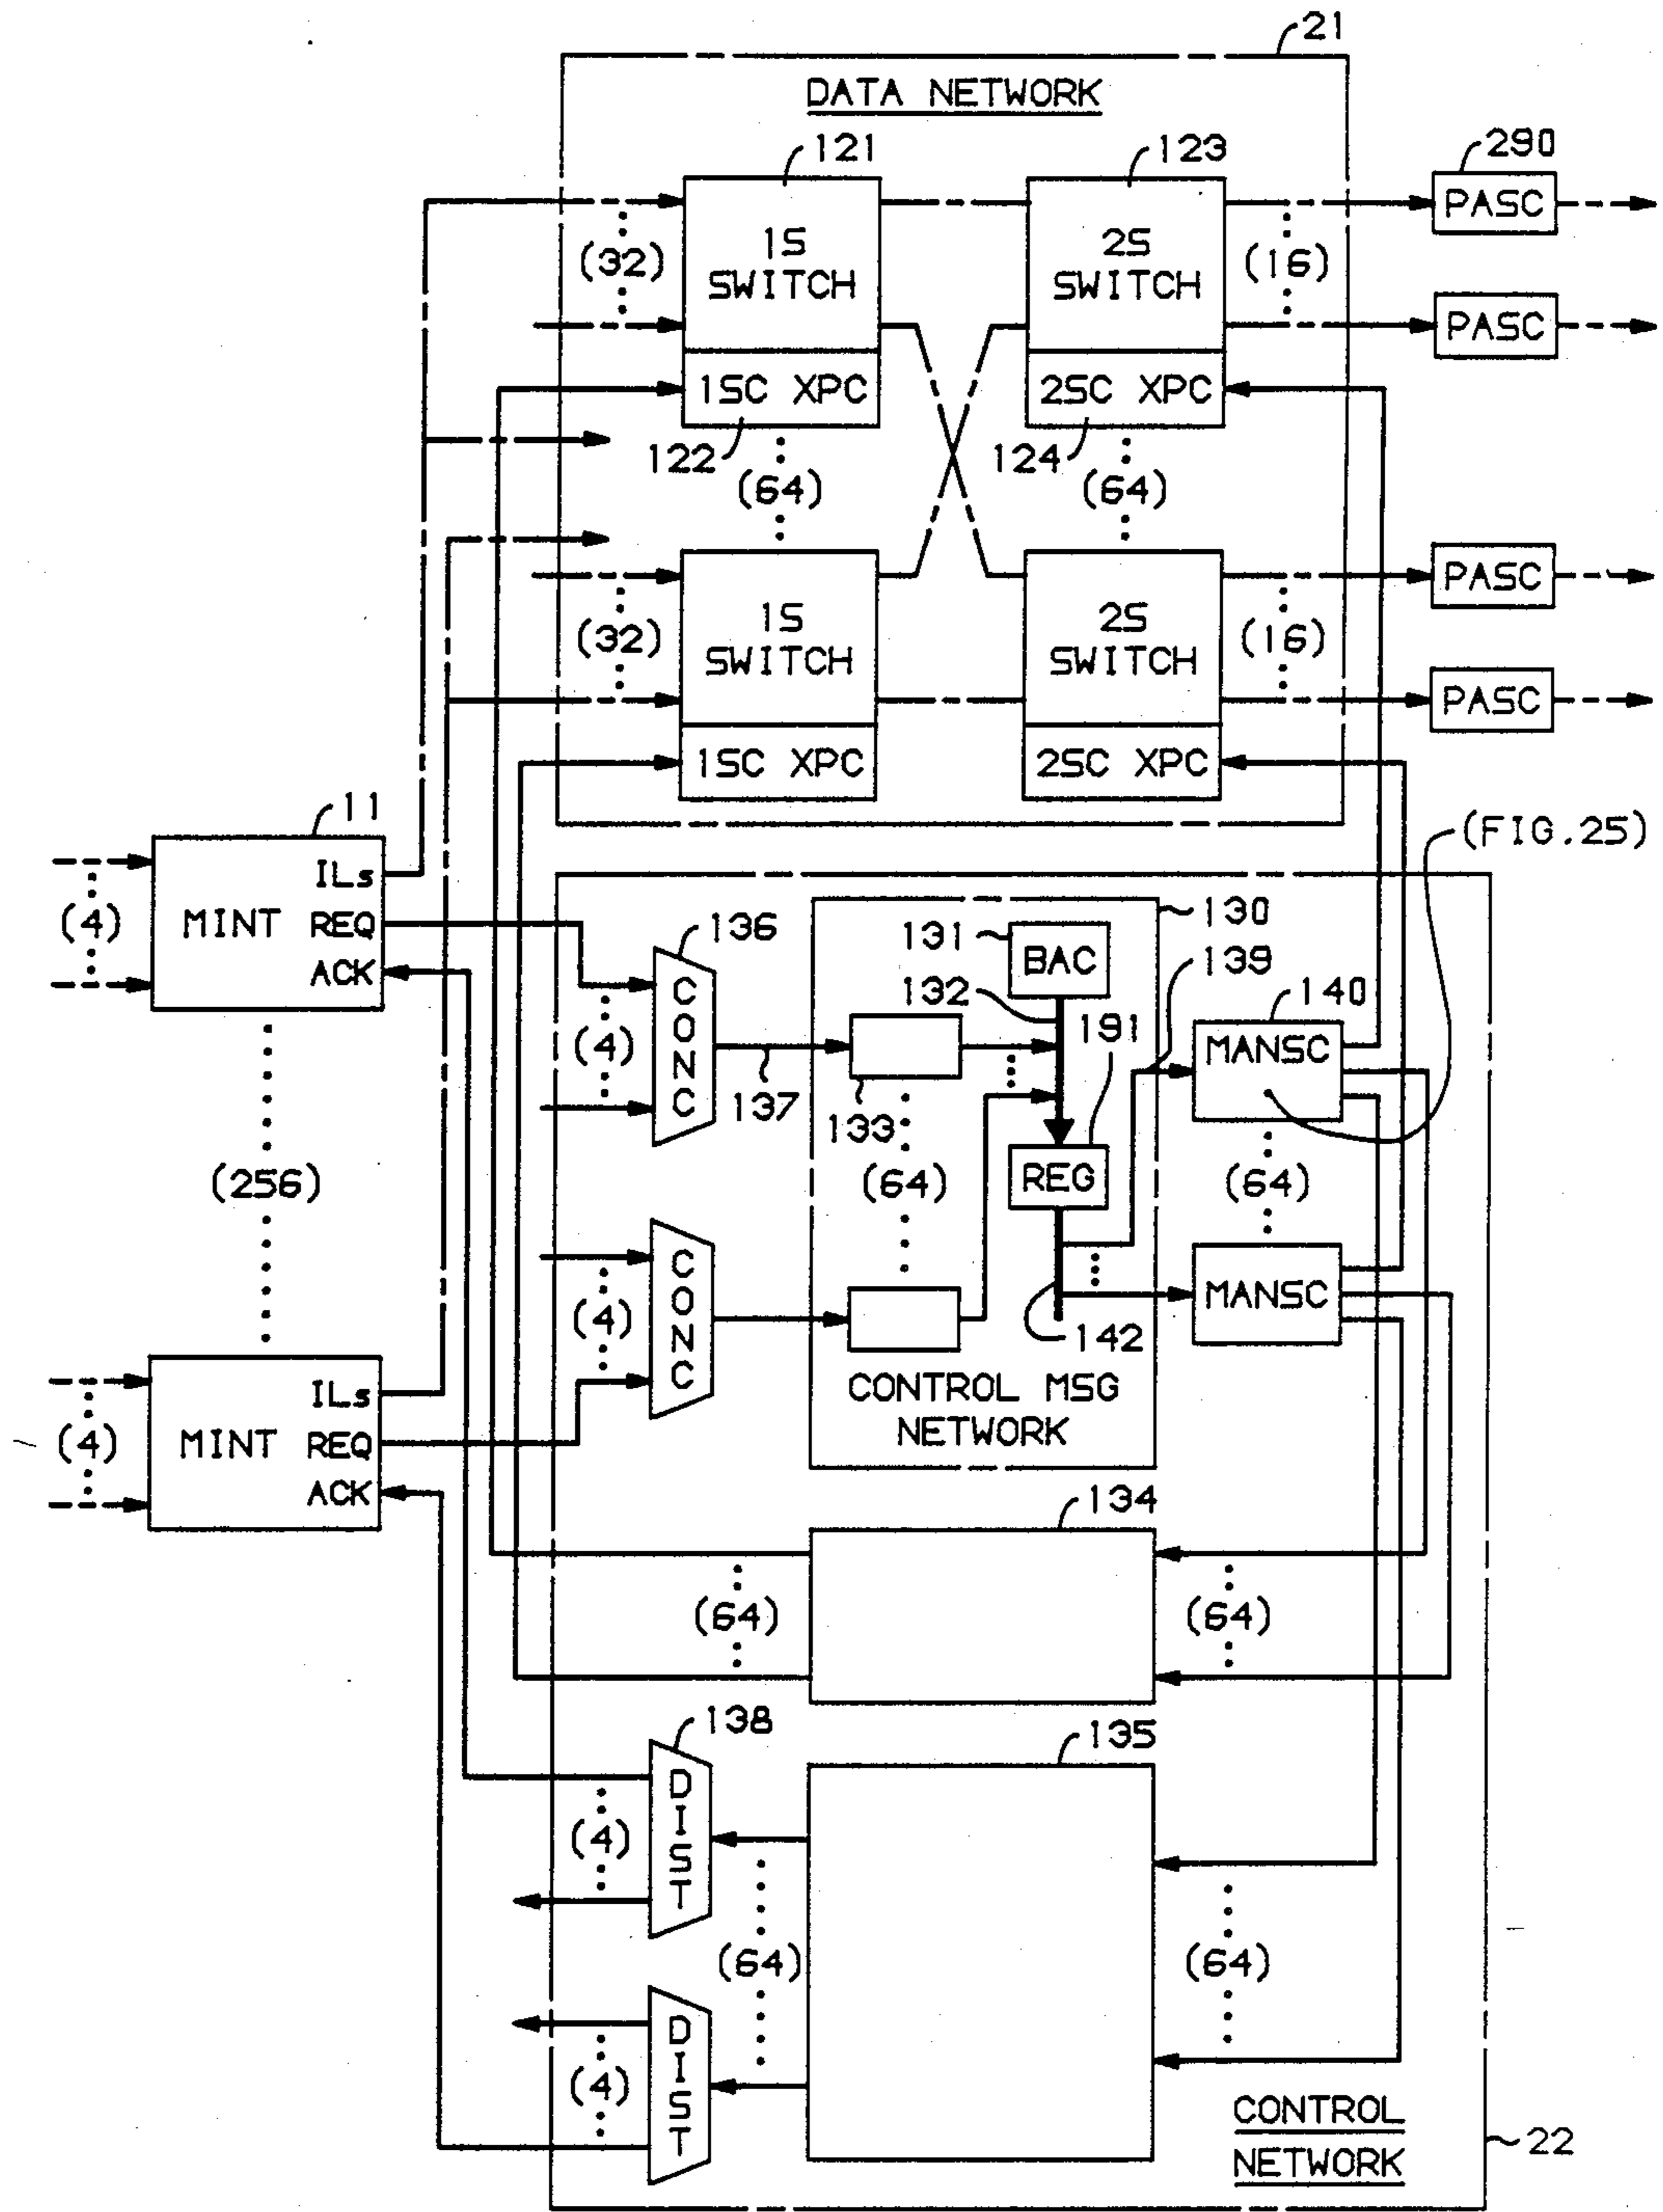 21
DATA NETWORK
121
123
290
PASC
(32)
1S
SWITCH
2S
SWITCH
(16)
PASC
1SC XPC
2SC XPC
122
(64)
124
(64)
PASC
(32)
1S
SWITCH
2S
SWITCH
(16)
PASC
1SC XPC
2SC XPC
11
(FIG.25)
(4)
MINT
ILs
REQ
ACK
136
CONC
(4)
137
130
131
BAC
132
139
191
133
REG
140
MANSC
(256)
(64)
(64)
CONC
(4)
142
MANSC
CONTROL MSG
NETWORK
(4)
MINT
ILs
REQ
ACK
134
(64)
(64)
138
DIST
(4)
135
(64)
(64)
DIST
(4)
CONTROL
NETWORK
22